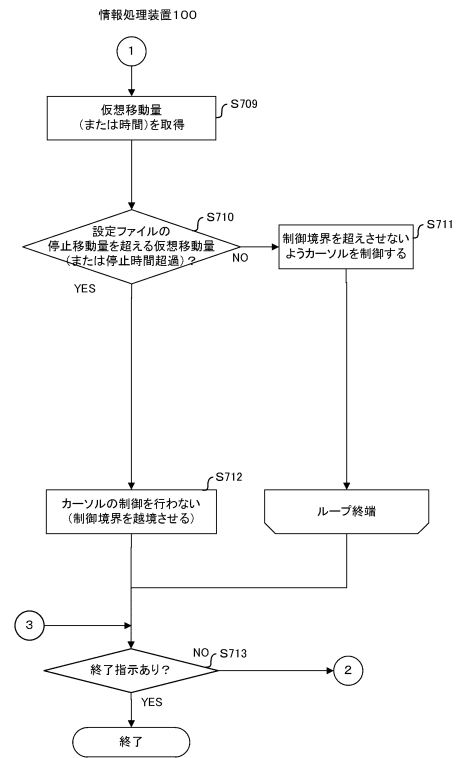 情報処理装置100
1
S709
仮想移動量
（または時間）を取得
S710
設定ファイルの
停止移動量を超える仮想移動量
（または停止時間超過）？
NO
YES
S711
制御境界を超えさせない
ようカーソルを制御する
S712
カーソルの制御を行わない
（制御境界を越境させる）
ループ終端
3
NO
S713
終了指示あり？
2
YES
終了